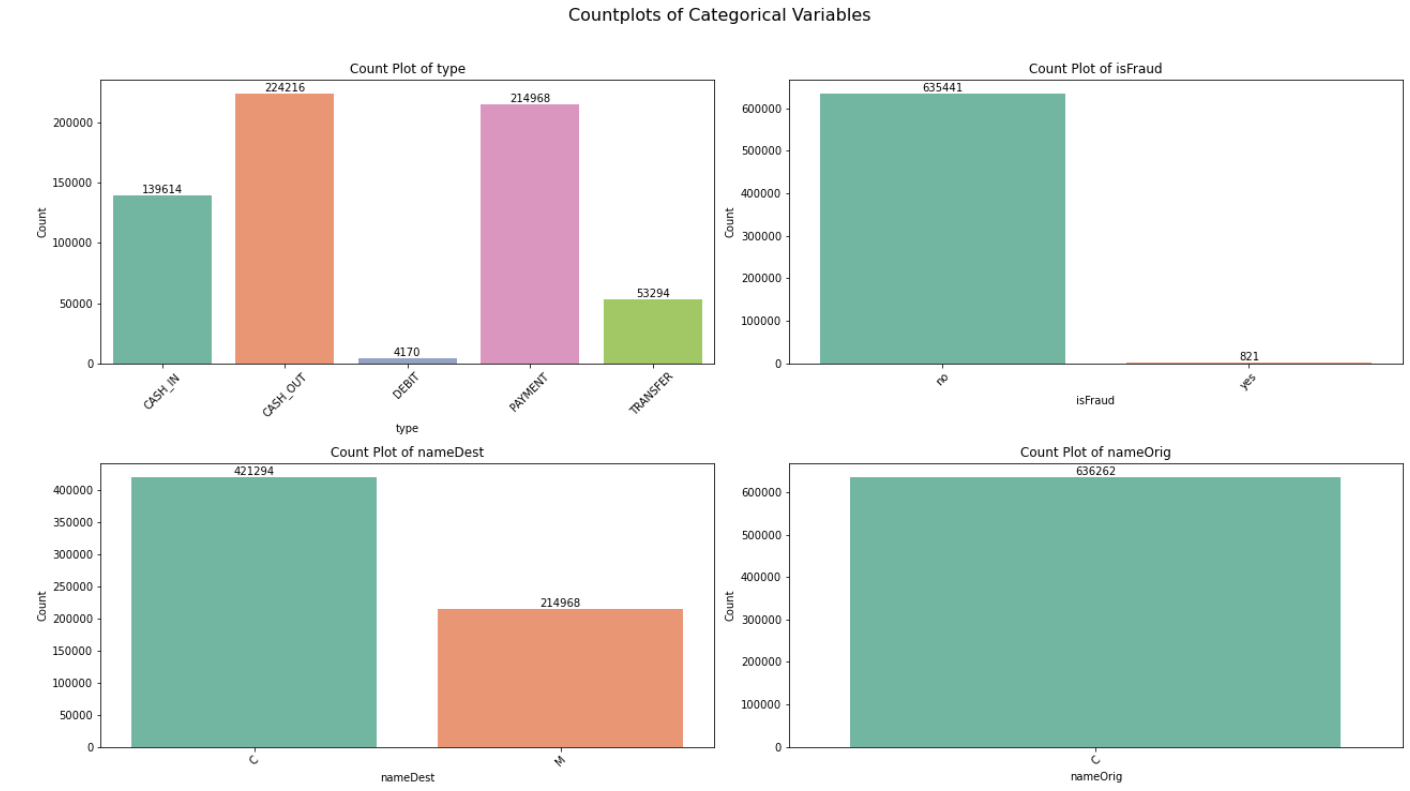 Countplots of Categorical Variables
Count Plot of type
224216
214968
139614
53294
4170
200000
150000
100000
50000
0
Count
CASH_IN
CASH_OUT
DEBIT
PAYMENT
TRANSFER
type
Count Plot of isFraud
635441
821
600000
500000
400000
300000
200000
100000
0
Count
no
yes
isFraud
Count Plot of nameDest
421294
214968
400000
350000
300000
250000
200000
150000
100000
50000
0
Count
C
M
nameDest
Count Plot of nameOrig
636262
600000
500000
400000
300000
200000
100000
0
Count
C
nameOrig